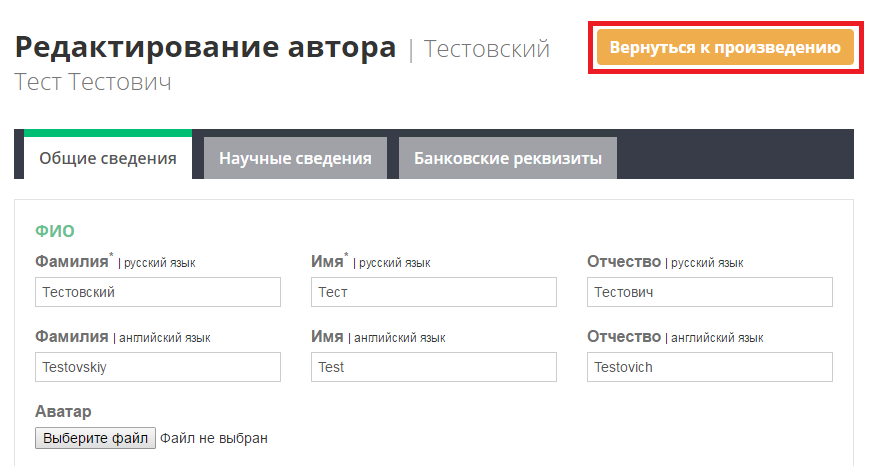 Редактирование автора | Тестовский
Тест Тестович
Вернуться к произведению
Общие сведения Научные сведения Банковские реквизиты
ФИО
Фамилия* | русский язык Имя* | русский язык Отчество | русский язык
Тестовский Тест Тестович
Фамилия | английский язык Имя | английский язык Отчество | английский язык
Testovskiy Test Testovich
Аватар
Выберите файл Файл не выбран